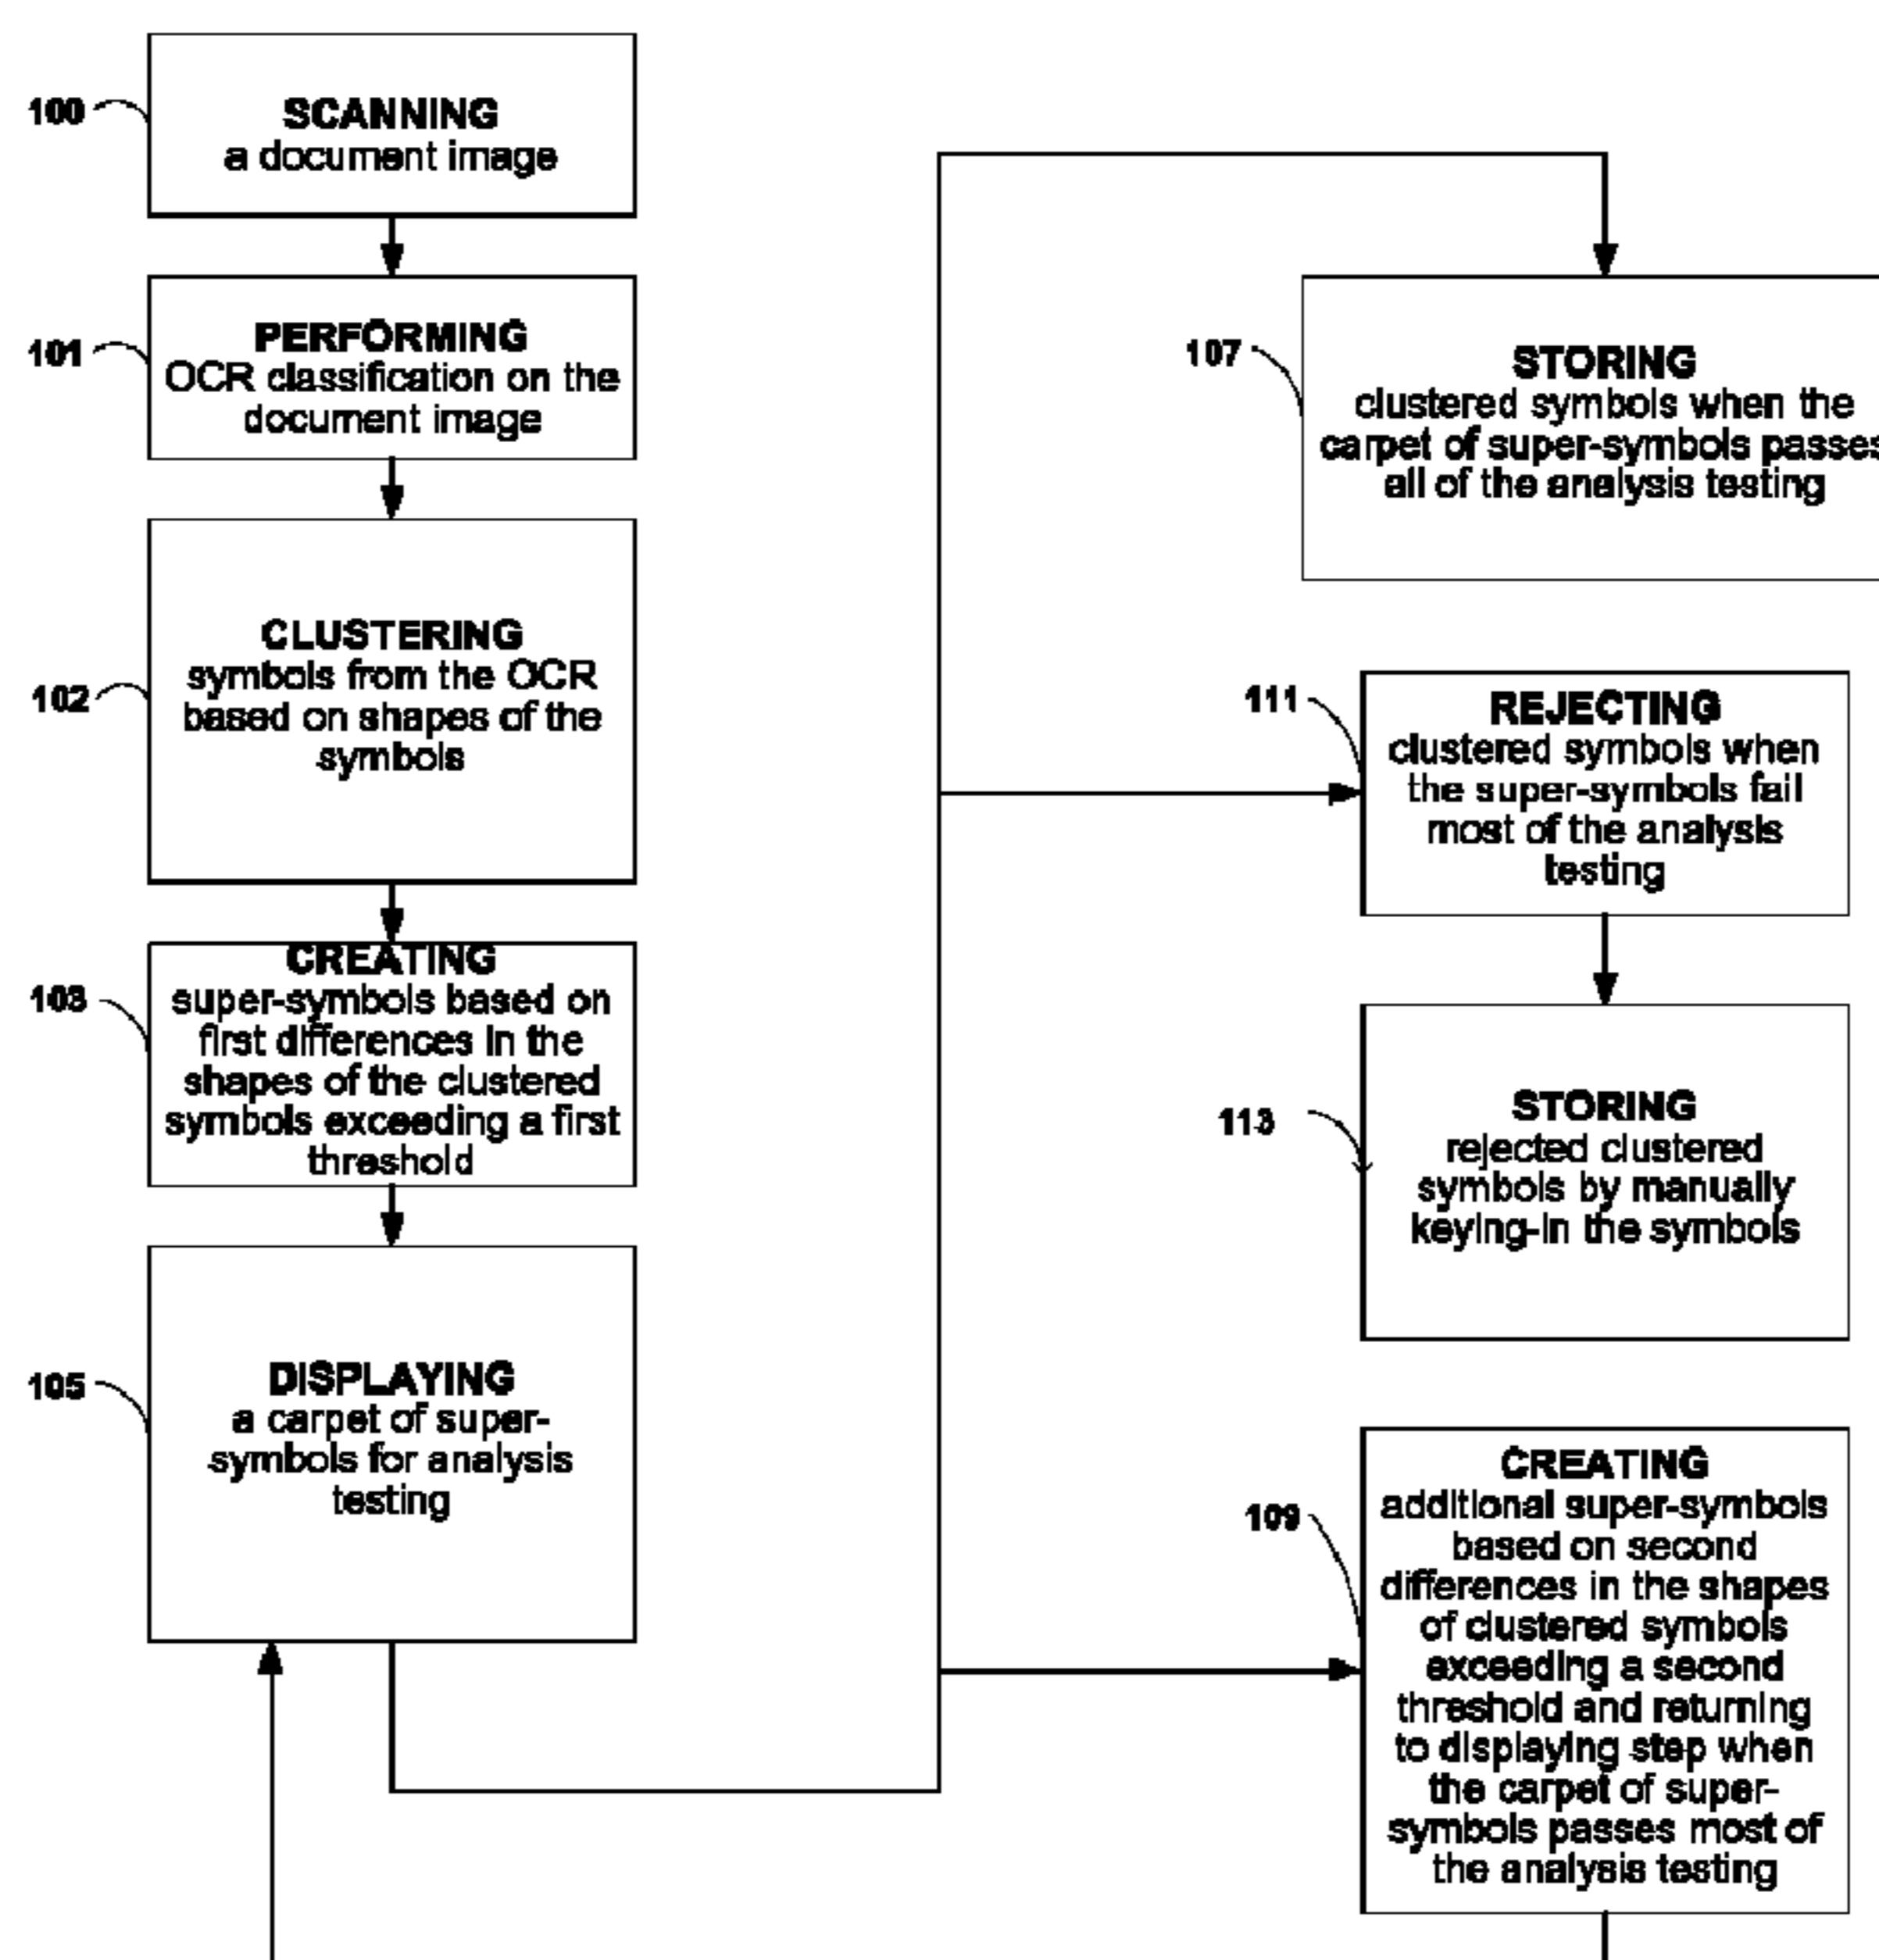 100
SCANNING
a document image
101
PERFORMING
OCR classification on the
document image
102
CLUSTERING
symbols from the OCR
based on shapes of the
symbols
103
CREATING
super-symbols based on
first differences in the
shapes of the clustered
symbols exceeding a first
threshold
105
DISPLAYING
a carpet of super-
symbols for analysis
testing
107
STORING
clustered symbols when the
carpet of super-symbols passes
all of the analysis testing
111
REJECTING
clustered symbols when
the super-symbols fail
most of the analysis
testing
113
STORING
rejected clustered
symbols by manually
keying-in the symbols
109
CREATING
additional super-symbols
based on second
differences in the shapes
of clustered symbols
exceeding a second
threshold and returning
to displaying step when
the carpet of super-
symbols passes most of
the analysis testing